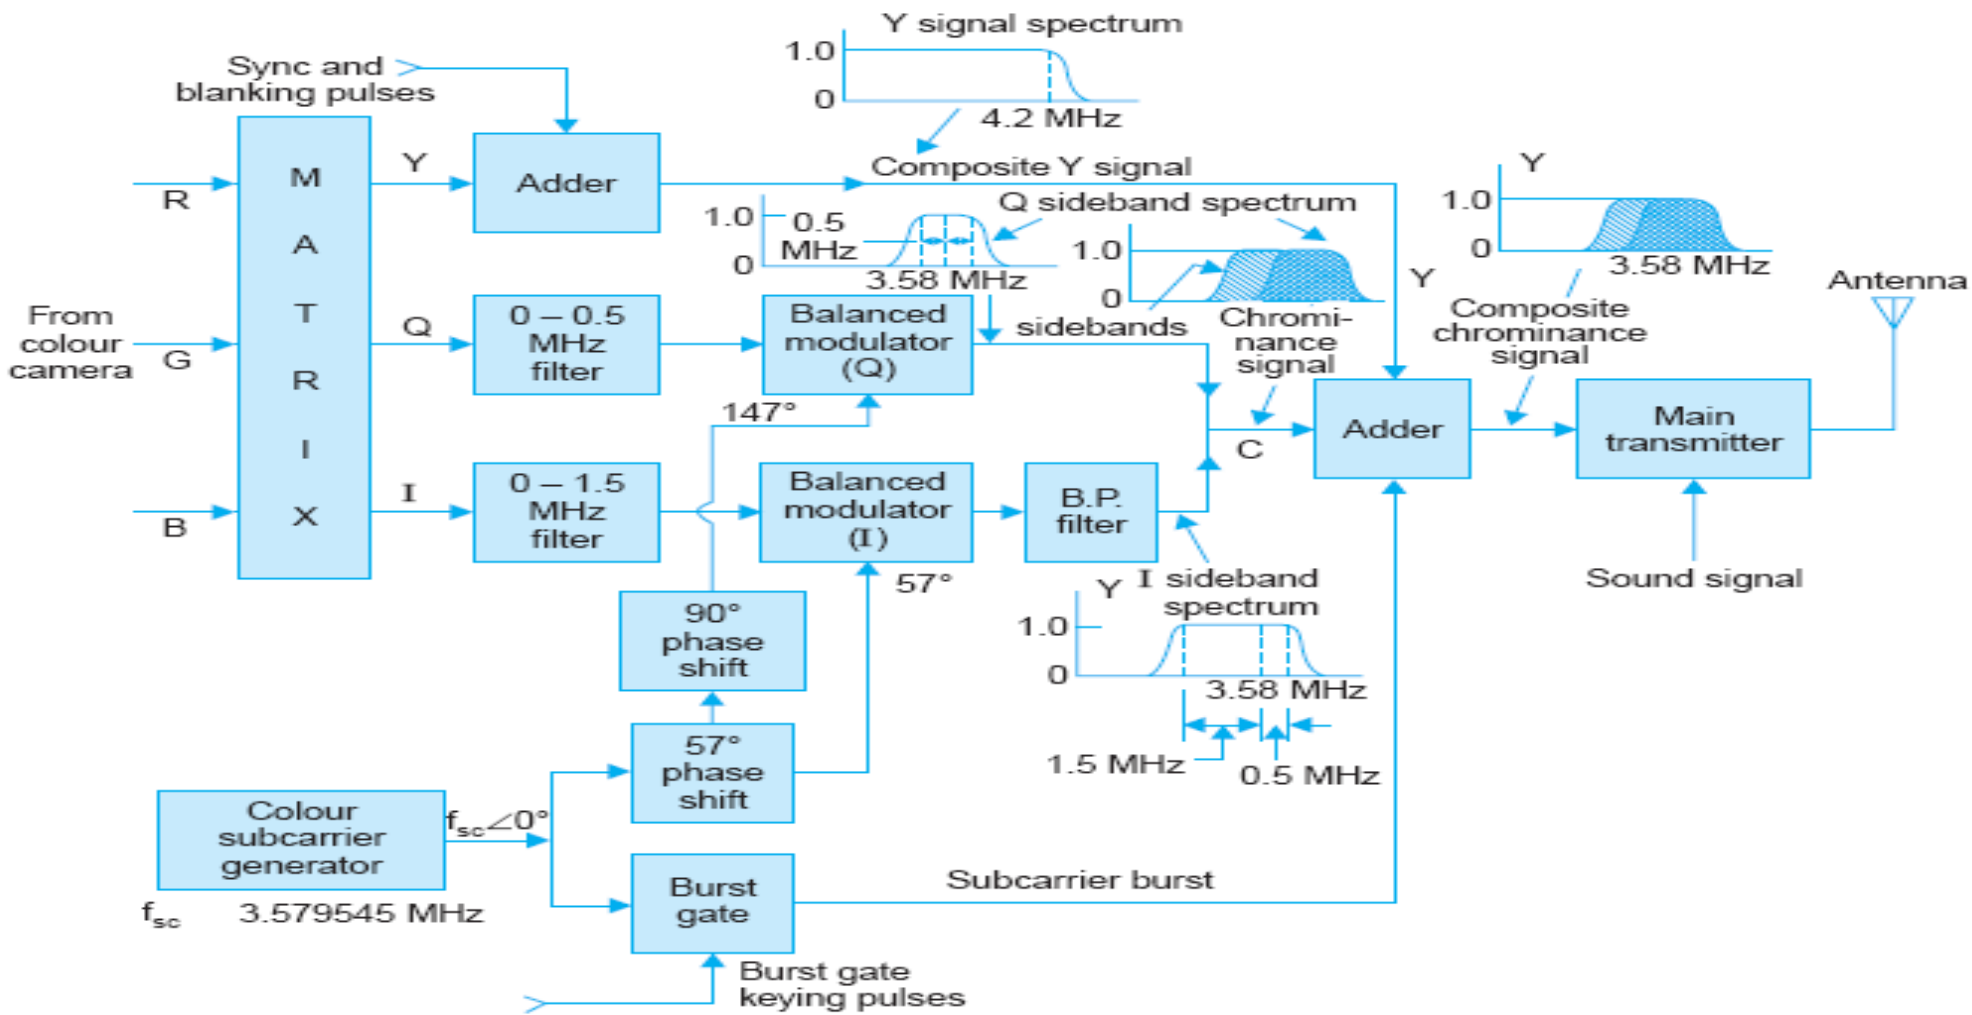 Y signal spectrum
1.0
0
4.2 MHz
Sync and
blanking pulses
M
A
T
R
I
X
R
From
colour
camera
G
B
Y
Adder
Composite Y signal
Q
0 – 0.5
MHz
filter
1.0
0.5
MHz
0
3.58 MHz
Q sideband spectrum
Balanced
modulator
(Q)
147°
1.0
0
sidebands
Chromi-
nance
signal
C
Y
Adder
Y
1.0
0
3.58 MHz
Composite
chrominance
signal
Main
transmitter
Antenna
Sound signal
I
0 – 1.5
MHz
filter
Balanced
modulator
(I)
57°
B.P.
filter
I sideband
spectrum
Y
1.0
0
3.58 MHz
1.5 MHz
0.5 MHz
90°
phase
shift
57°
phase
shift
Colour
subcarrier
generator
fsc∠0°
fsc 3.579545 MHz
Burst
gate
Subcarrier burst
Burst gate
keying pulses